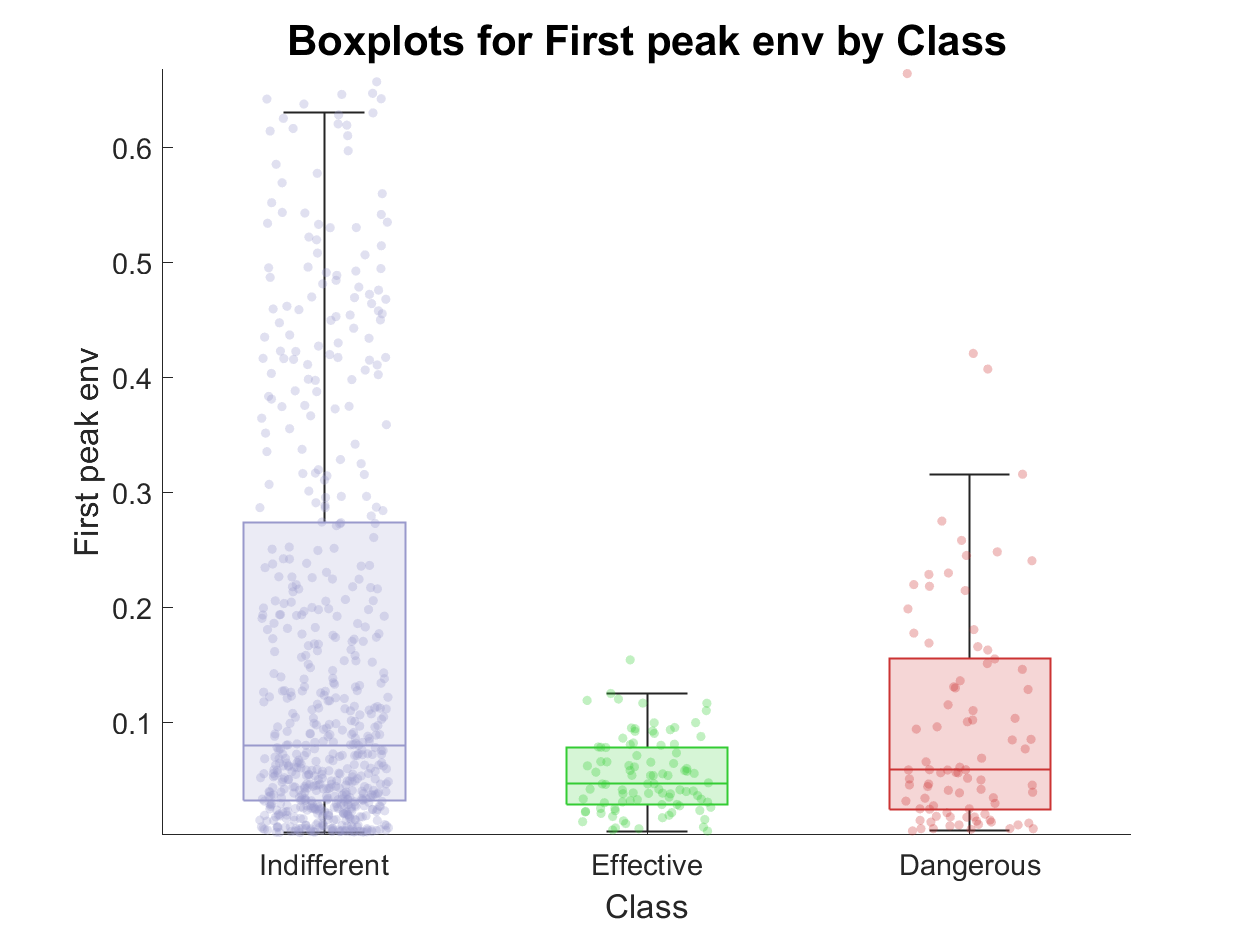 Boxplots for First peak env by Class
First peak env
0.6
0.5
0.4
0.3
0.2
0.1
Indifferent Effective Dangerous
Class